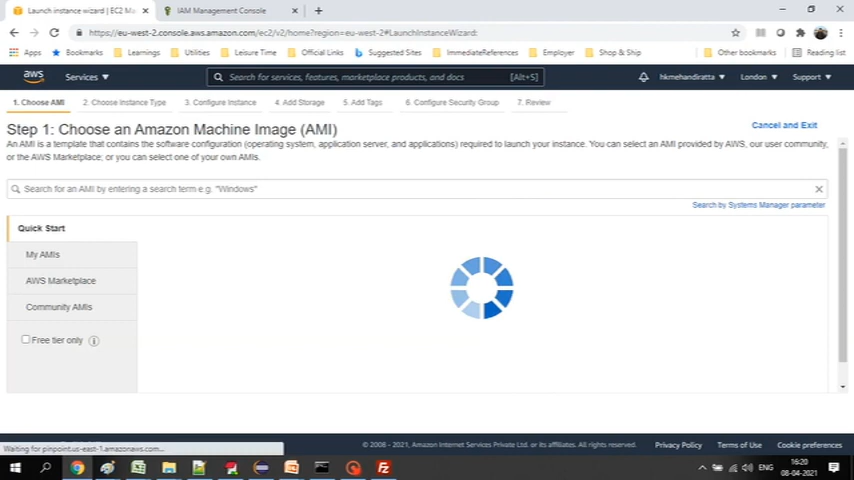 Launch instance wizard | EC2 Ma
IAM Management Console
https://eu-west-2.console.aws.amazon.com/ec2/v2/home?region=eu-west-2#LaunchInstanceWizard:
Apps Bookmarks Learnings Utilities Leisure Time Official Links Suggested Sites ImmediateReferences Employer Shop & Ship Other bookmarks Reading list
aws Services Search for services, features, marketplace products, and docs [Alt+S] hkmehandiratta London Support
1. Choose AMI 2. Choose Instance Type 3. Configure Instance 4. Add Storage 5. Add Tags 6. Configure Security Group 7. Review
Step 1: Choose an Amazon Machine Image (AMI)
Cancel and Exit
An AMI is a template that contains the software configuration (operating system, application server, and applications) required to launch your instance. You can select an AMI provided by AWS, our user community,
or the AWS Marketplace; or you can select one of your own AMIs.
Search for an AMI by entering a search term e.g. "Windows"
Search by Systems Manager parameter
Quick Start
My AMIs
AWS Marketplace
Community AMIs
Free tier only
Waiting for pinpoint.us-east-1.amazonaws.com...
© 2008 - 2021, Amazon Internet Services Private Ltd. or its affiliates. All rights reserved. Privacy Policy Terms of Use Cookie preferences
ENG
16:20
08-04-2021